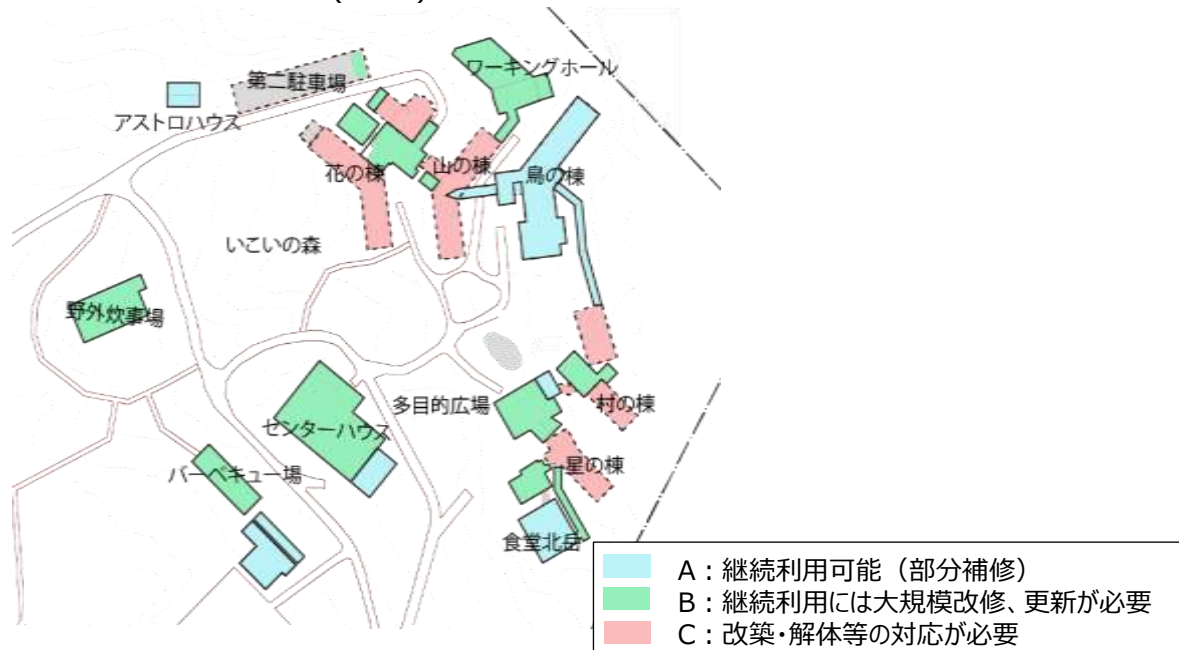 ワーキングホール
第二駐車場
アストロハウス
花の棟
山の棟
鳥の棟
いこいの森
野外炊事場
多目的広場
村の棟
センターハウス
バーベキュー場
星の棟
食堂北岳
A：継続利用可能（部分補修）
B：継続利用には大規模改修、更新が必要
C：改築・解体等の対応が必要